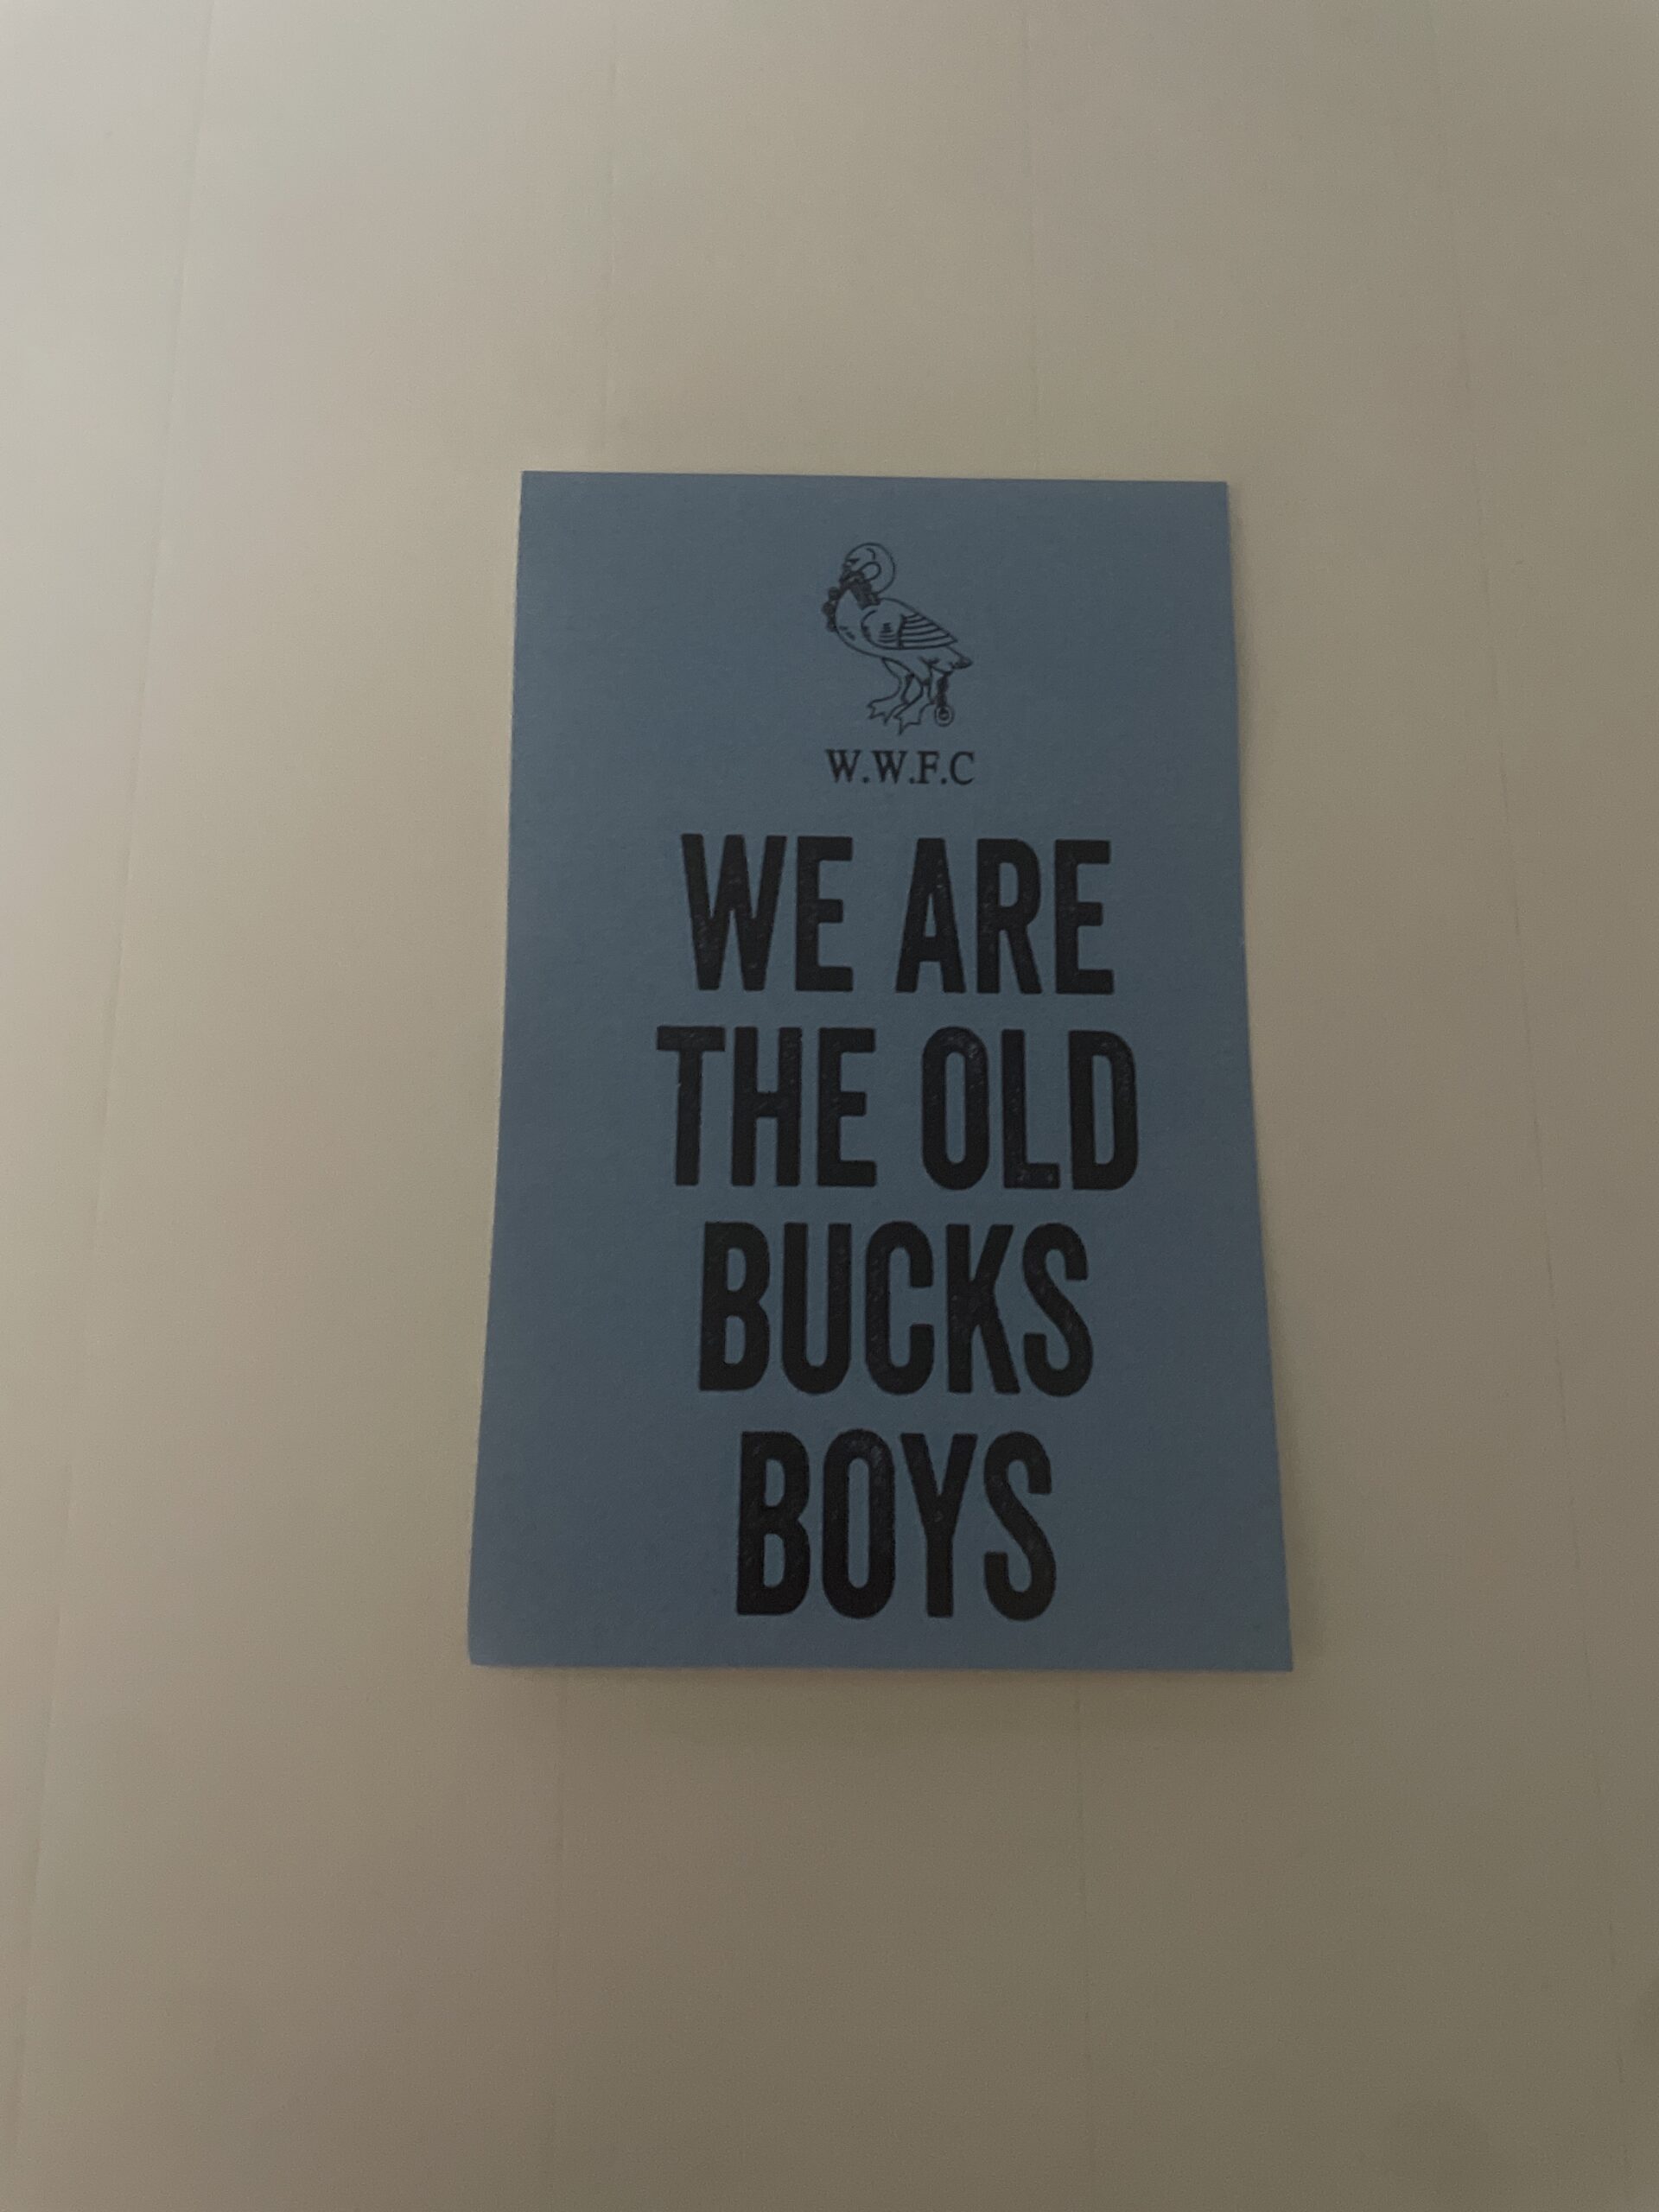 W.W.F.C
WE ARE
THE OLD
BUCKS
BOYS